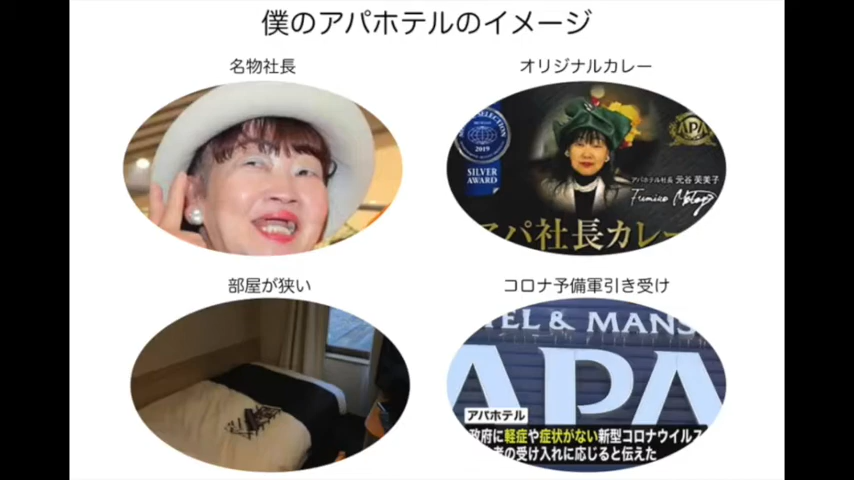 僕のアパホテルのイメージ
名物社長
オリジナルカレー
SELECTION
2019
SILVER
AWARD
APA
アパホテル社長 元谷 芙美子
Fumiko Motoya
アパ社長カレー
部屋が狭い
コロナ予備軍引き受け
TEL & MANS
APA
アパホテル
政府に軽症や症状がない新型コロナウイルス
者の受け入れに応じると伝えた